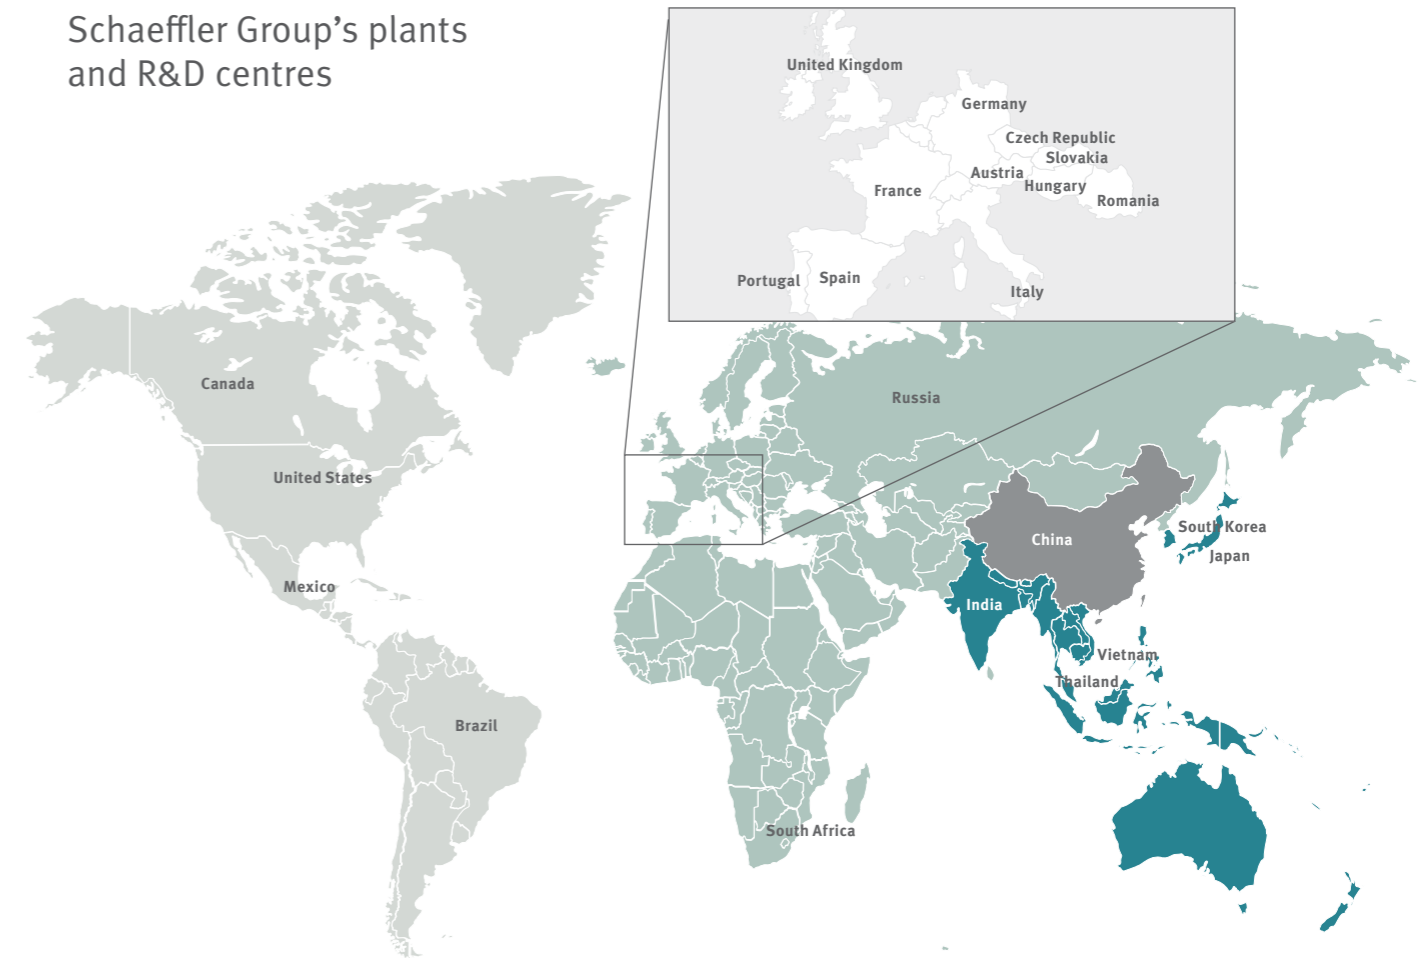 Schaeffler Group’s plants
and R&D centres
United Kingdom
Germany
Czech Republic
Slovakia
Austria
Hungary
France
Romania
Portugal
Spain
Italy
Canada
Russia
United States
South Korea
China
Japan
Mexico
India
Vietnam
Thailand
Brazil
South Africa